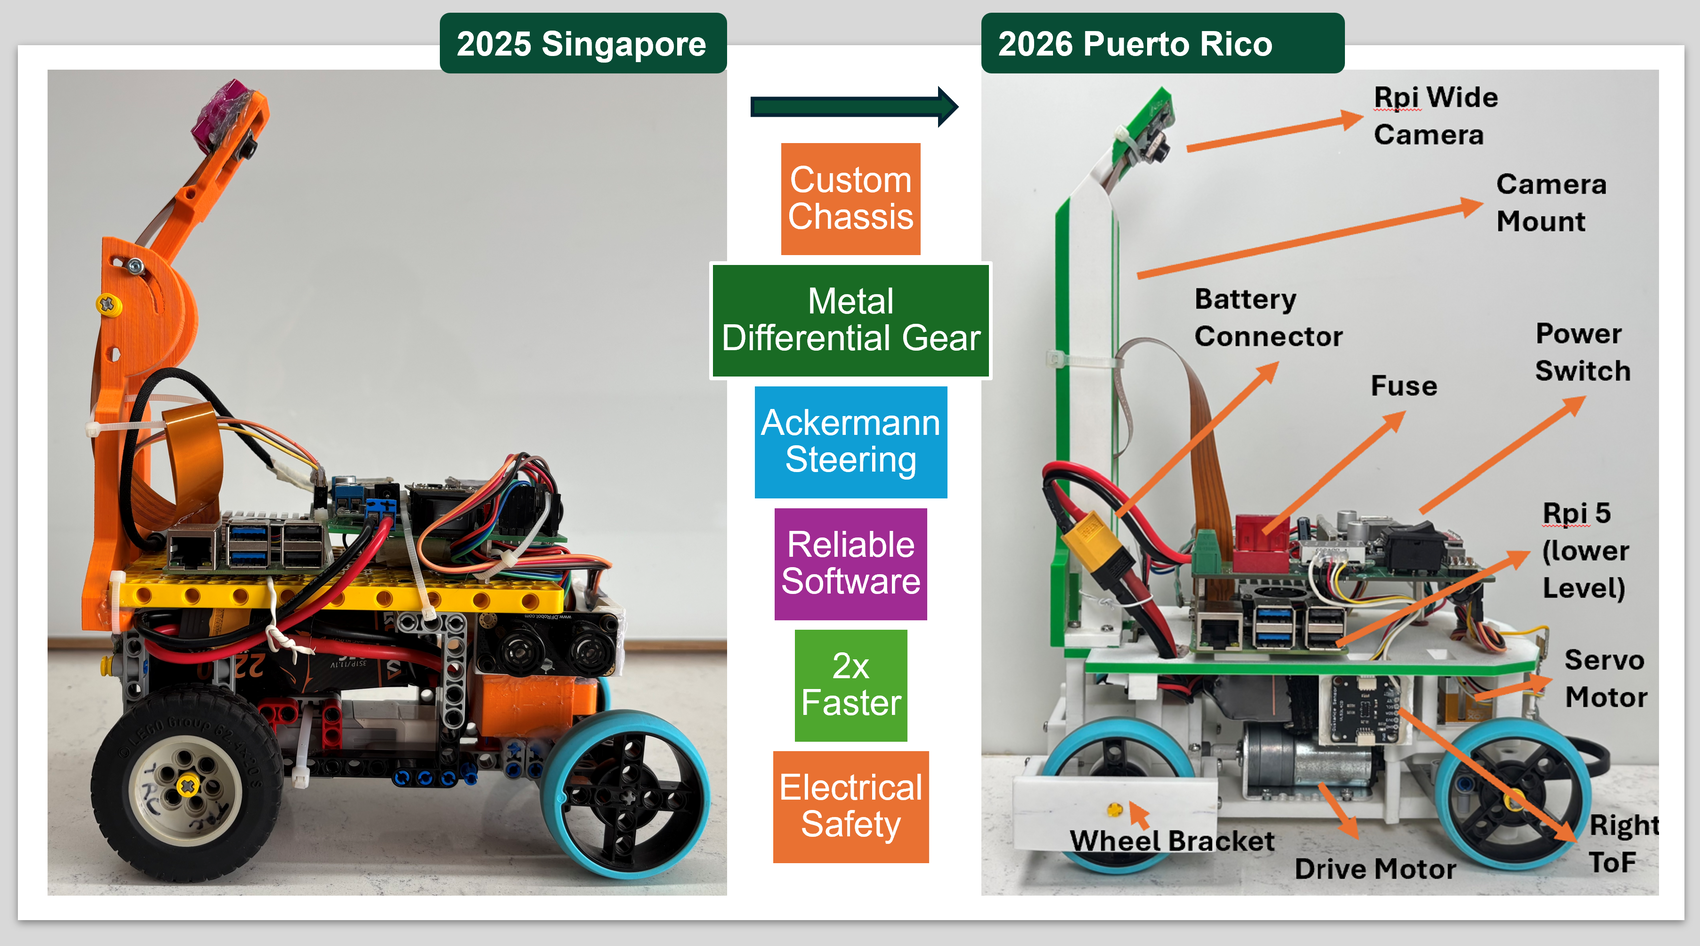 2025 Singapore
2026 Puerto Rico
Custom
Chassis
Metal
Differential Gear
Ackermann
Steering
Reliable
Software
2x
Faster
Electrical
Safety
Rpi Wide
Camera
Camera
Mount
Battery
Connector
Power
Switch
Fuse
Rpi 5
(lower
Level)
Servo
Motor
Right
ToF
Wheel Bracket
Drive Motor